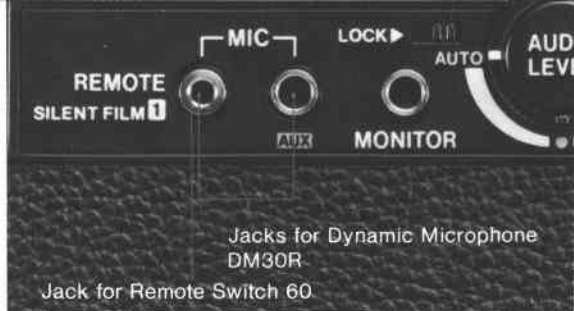 MIC
LOCK▶
AUTO
AUD
LEVE
REMOTE
SILENT FILM 1
AUX
MONITOR
Jacks for Dynamic Microphone
DM30R
Jack for Remote Switch 60